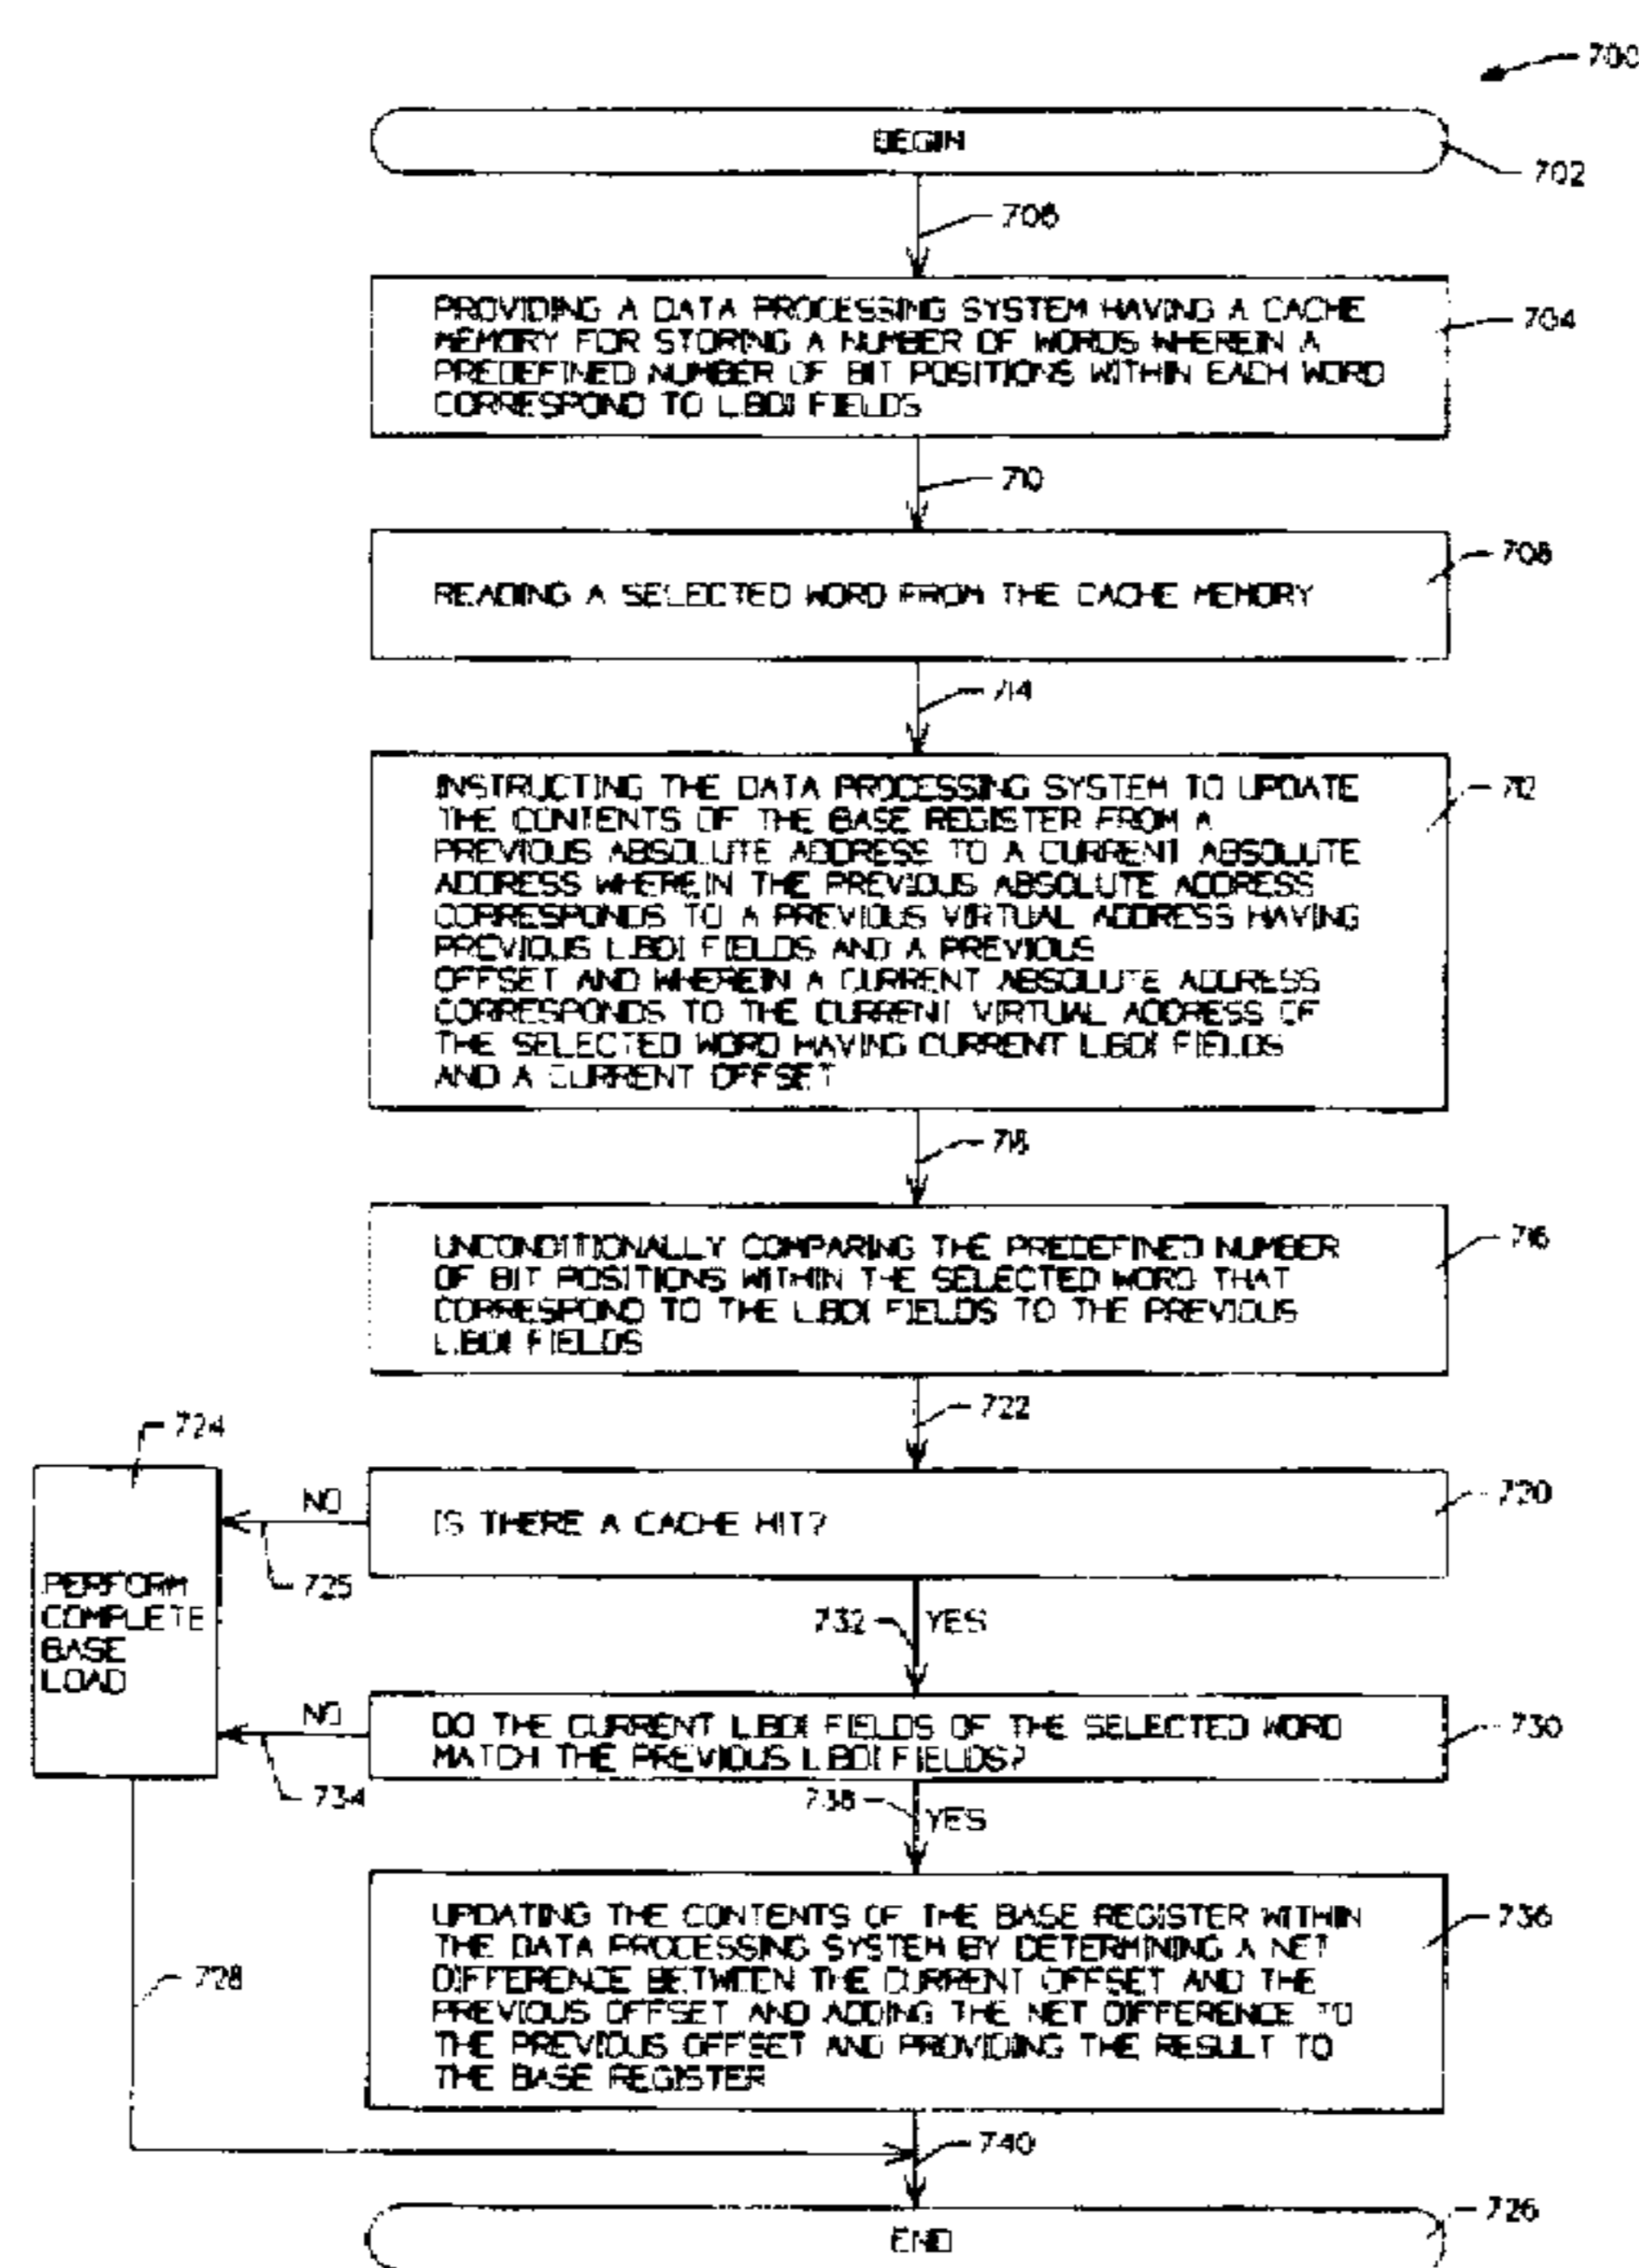 700
BEGIN
702
706
PROVIDING A DATA PROCESSING SYSTEM HAVING A CACHE
MEMORY FOR STORING A NUMBER OF WORDS WHEREIN A
PREDEFINED NUMBER OF BIT POSITIONS WITHIN EACH WORD
CORRESPOND TO L,BDI FIELDS
704
710
READING A SELECTED WORD FROM THE CACHE MEMORY
708
714
INSTRUCTING THE DATA PROCESSING SYSTEM TO UPDATE
THE CONTENTS OF THE BASE REGISTER FROM A
PREVIOUS ABSOLUTE ADDRESS TO A CURRENT ABSOLUTE
ADDRESS WHEREIN THE PREVIOUS ABSOLUTE ADDRESS
CORRESPONDS TO A PREVIOUS VIRTUAL ADDRESS HAVING
PREVIOUS L,BDI FIELDS AND A PREVIOUS
OFFSET AND WHEREIN A CURRENT ABSOLUTE ADDRESS
CORRESPONDS TO THE CURRENT VIRTUAL ADDRESS OF
THE SELECTED WORD HAVING CURRENT L,BDI FIELDS
AND A CURRENT OFFSET
712
718
UNCONDITIONALLY COMPARING THE PREDEFINED NUMBER
OF BIT POSITIONS WITHIN THE SELECTED WORD THAT
CORRESPOND TO THE L,BDI FIELDS TO THE PREVIOUS
L,BDI FIELDS
716
722
724
IS THERE A CACHE HIT?
720
NO
725
PERFORM
COMPLETE
BASE
LOAD
732
YES
NO
734
DO THE CURRENT L,BDI FIELDS OF THE SELECTED WORD
MATCH THE PREVIOUS L,BDI FIELDS?
730
738
YES
UPDATING THE CONTENTS OF THE BASE REGISTER WITHIN
THE DATA PROCESSING SYSTEM BY DETERMINING A NET
DIFFERENCE BETWEEN THE CURRENT OFFSET AND THE
PREVIOUS OFFSET AND ADDING THE NET DIFFERENCE TO
THE PREVIOUS OFFSET AND PROVIDING THE RESULT TO
THE BASE REGISTER
736
728
740
END
726